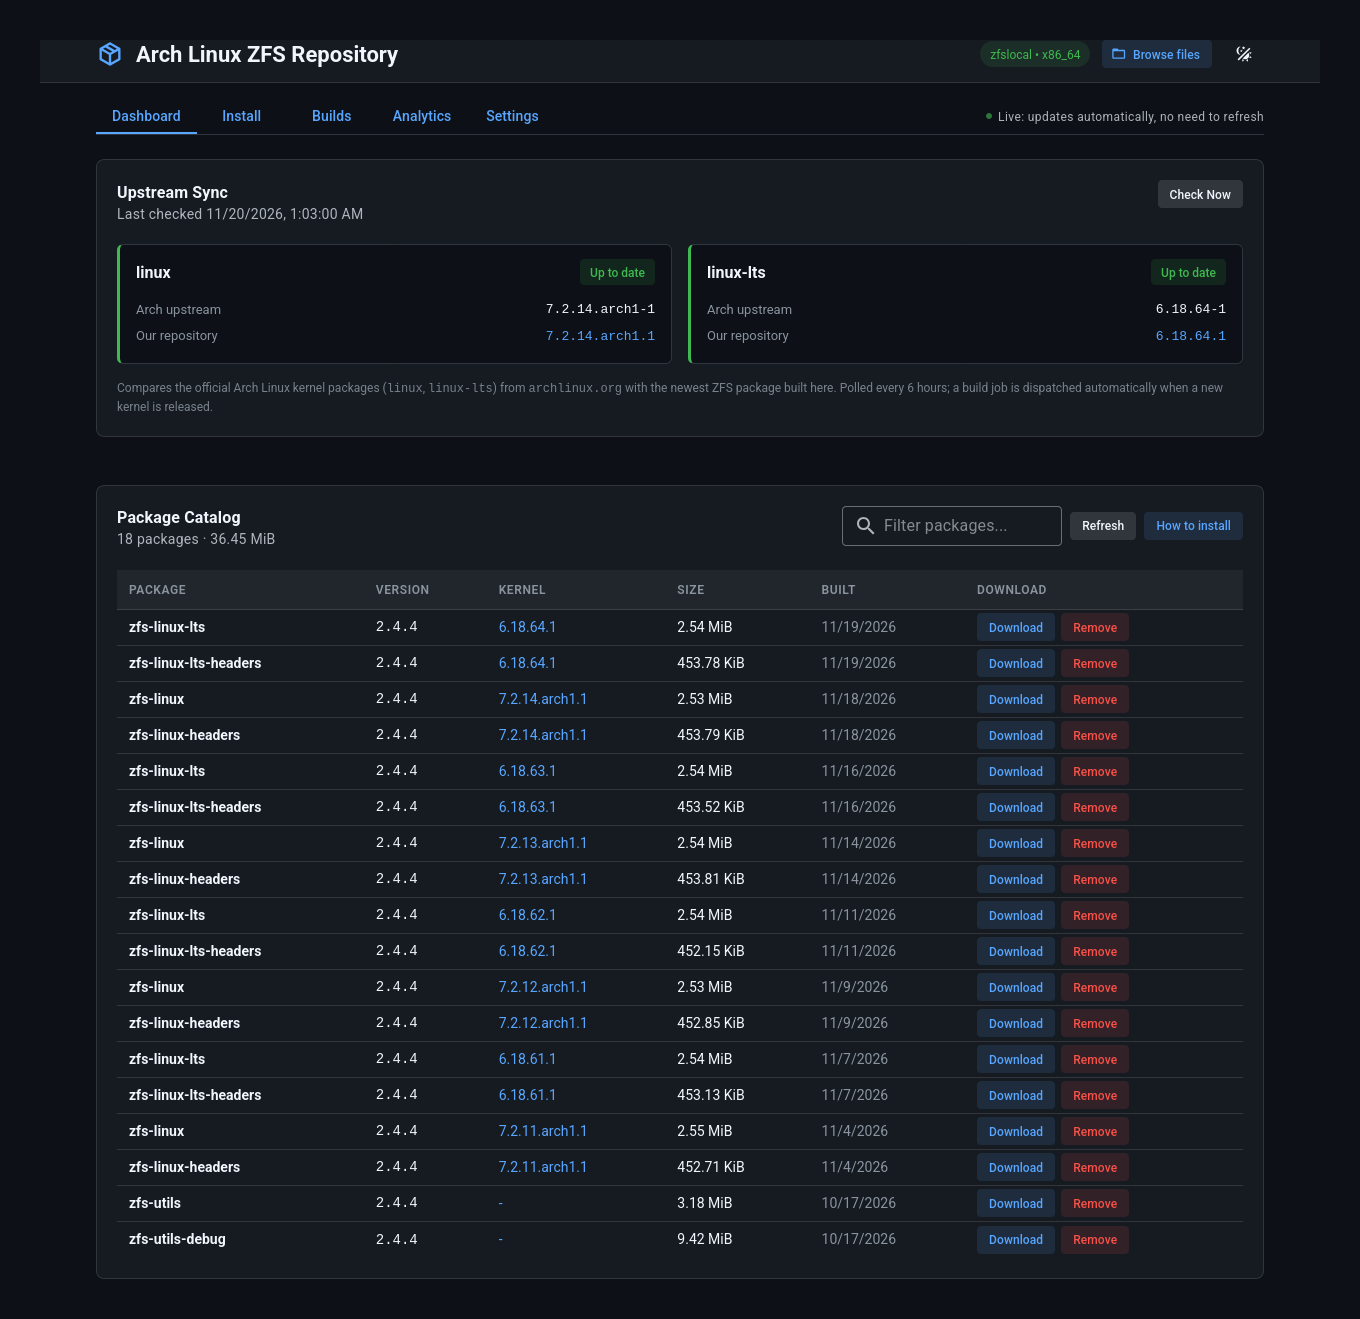 Arch Linux ZFS Repository
zfslocal • x86_64
Browse files
Dashboard Install Builds Analytics Settings
Live: updates automatically, no need to refresh
Upstream Sync
Check Now
Last checked 11/20/2026, 1:03:00 AM
linux Up to date
Arch upstream 7.2.14.arch1-1
Our repository 7.2.14.arch1.1
linux-lts Up to date
Arch upstream 6.18.64-1
Our repository 6.18.64.1
Compares the official Arch Linux kernel packages (linux, linux-lts) from archlinux.org with the newest ZFS package built here. Polled every 6 hours; a build job is dispatched automatically when a new
kernel is released.
Package Catalog
18 packages · 36.45 MiB
Filter packages...
Refresh
How to install
PACKAGE VERSION KERNEL SIZE BUILT DOWNLOAD
zfs-linux-lts 2.4.4 6.18.64.1 2.54 MiB 11/19/2026 Download Remove
zfs-linux-lts-headers 2.4.4 6.18.64.1 453.78 KiB 11/19/2026 Download Remove
zfs-linux 2.4.4 7.2.14.arch1.1 2.53 MiB 11/18/2026 Download Remove
zfs-linux-headers 2.4.4 7.2.14.arch1.1 453.79 KiB 11/18/2026 Download Remove
zfs-linux-lts 2.4.4 6.18.63.1 2.54 MiB 11/16/2026 Download Remove
zfs-linux-lts-headers 2.4.4 6.18.63.1 453.52 KiB 11/16/2026 Download Remove
zfs-linux 2.4.4 7.2.13.arch1.1 2.54 MiB 11/14/2026 Download Remove
zfs-linux-headers 2.4.4 7.2.13.arch1.1 453.81 KiB 11/14/2026 Download Remove
zfs-linux-lts 2.4.4 6.18.62.1 2.54 MiB 11/11/2026 Download Remove
zfs-linux-lts-headers 2.4.4 6.18.62.1 452.15 KiB 11/11/2026 Download Remove
zfs-linux 2.4.4 7.2.12.arch1.1 2.53 MiB 11/9/2026 Download Remove
zfs-linux-headers 2.4.4 7.2.12.arch1.1 452.85 KiB 11/9/2026 Download Remove
zfs-linux-lts 2.4.4 6.18.61.1 2.54 MiB 11/7/2026 Download Remove
zfs-linux-lts-headers 2.4.4 6.18.61.1 453.13 KiB 11/7/2026 Download Remove
zfs-linux 2.4.4 7.2.11.arch1.1 2.55 MiB 11/4/2026 Download Remove
zfs-linux-headers 2.4.4 7.2.11.arch1.1 452.71 KiB 11/4/2026 Download Remove
zfs-utils 2.4.4 - 3.18 MiB 10/17/2026 Download Remove
zfs-utils-debug 2.4.4 - 9.42 MiB 10/17/2026 Download Remove